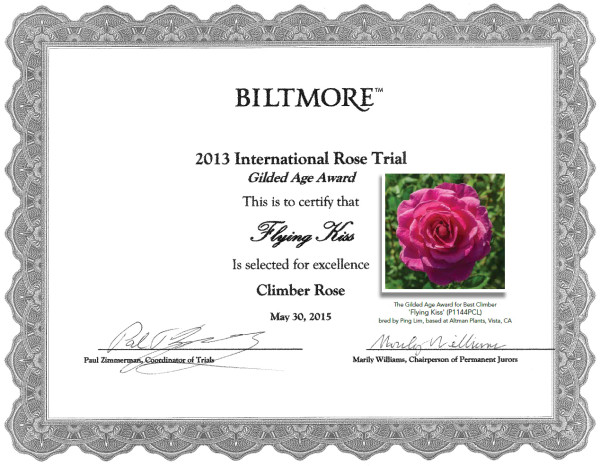 BILTMORE™
2013 International Rose Trial
Gilded Age Award
This is to certify that
Flying Kiss
Is selected for excellence
Climber Rose
May 30, 2015
The Gilded Age Award for Best Climber
'Flying Kiss' (P1144PCL)
bred by Ping Lim, based at Altman Plants, Vista, CA
Marily Williams
Paul Zimmerman, Coordinator of Trials
Marily Williams, Chairperson of Permanent Jurors